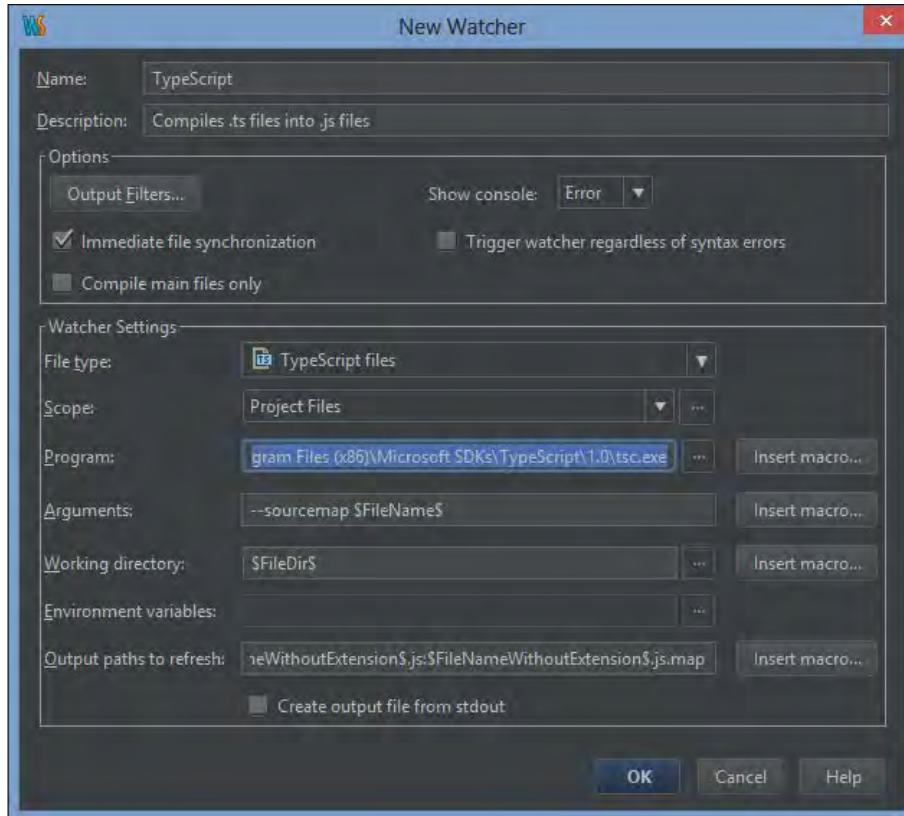 WS New Watcher
Name: TypeScript
Description: Compiles .ts files into .js files
Options
Output Filters... Show console: Error
Immediate file synchronization Trigger watcher regardless of syntax errors
Compile main files only
Watcher Settings
File type: TS TypeScript files
Scope: Project Files ...
Program: gram Files (x86)\Microsoft SDKs\TypeScript\1.0\tsc.exe ... Insert macro...
Arguments: --sourcemap $FileName$ Insert macro...
Working directory: $FileDir$ ... Insert macro...
Environment variables: ...
Output paths to refresh: neWithoutExtension$.js:$FileNameWithoutExtension$.js.map Insert macro...
Create output file from stdout
OK Cancel Help